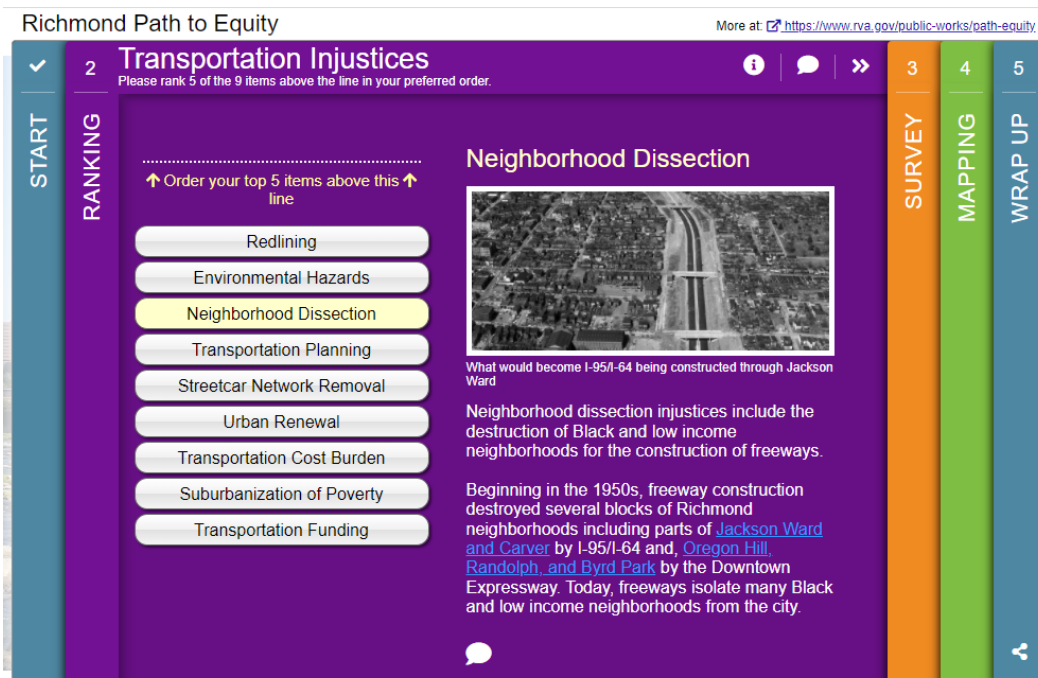 Richmond Path to Equity
More at: https://www.rva.gov/public-works/path-equity
START
2
RANKING
Transportation Injustices
Please rank 5 of the 9 items above the line in your preferred order.
Order your top 5 items above this
line
Redlining
Environmental Hazards
Neighborhood Dissection
Transportation Planning
Streetcar Network Removal
Urban Renewal
Transportation Cost Burden
Suburbanization of Poverty
Transportation Funding
Neighborhood Dissection
What would become I-95/I-64 being constructed through Jackson
Ward
Neighborhood dissection injustices include the
destruction of Black and low income
neighborhoods for the construction of freeways.
Beginning in the 1950s, freeway construction
destroyed several blocks of Richmond
neighborhoods including parts of Jackson Ward
and Carver by I-95/I-64 and, Oregon Hill,
Randolph, and Byrd Park by the Downtown
Expressway. Today, freeways isolate many Black
and low income neighborhoods from the city.
3
SURVEY
4
MAPPING
5
WRAP UP